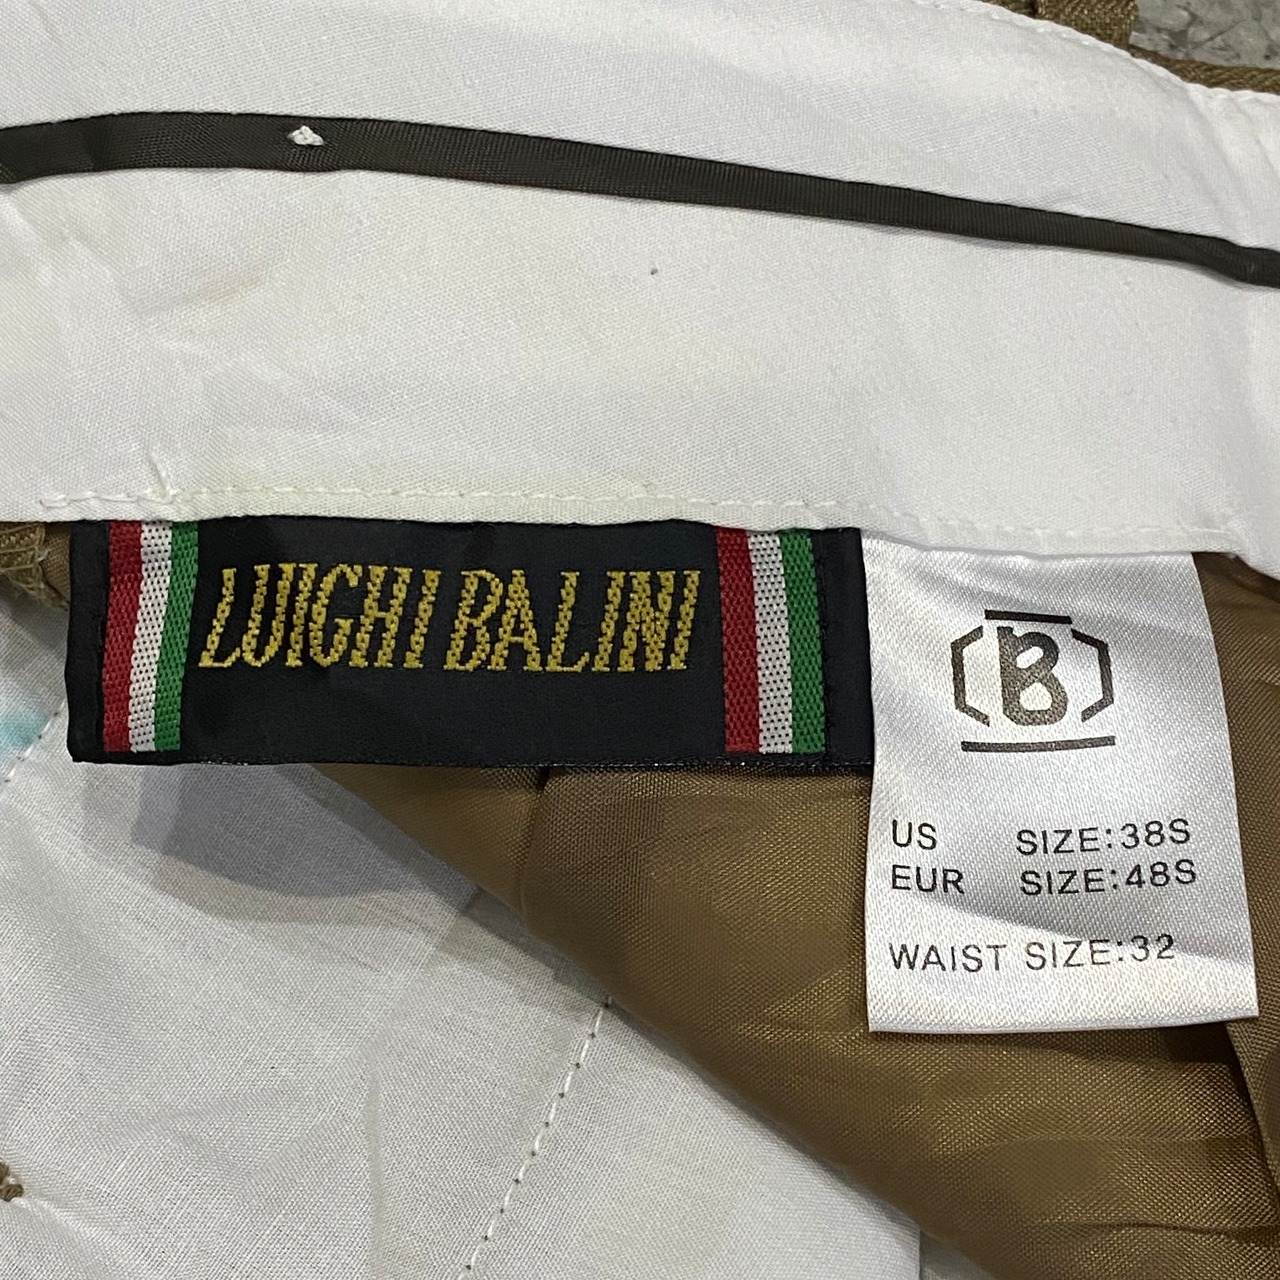 LUIGHI BALINI
B
US SIZE:38S
EUR SIZE:48S
WAIST SIZE:32